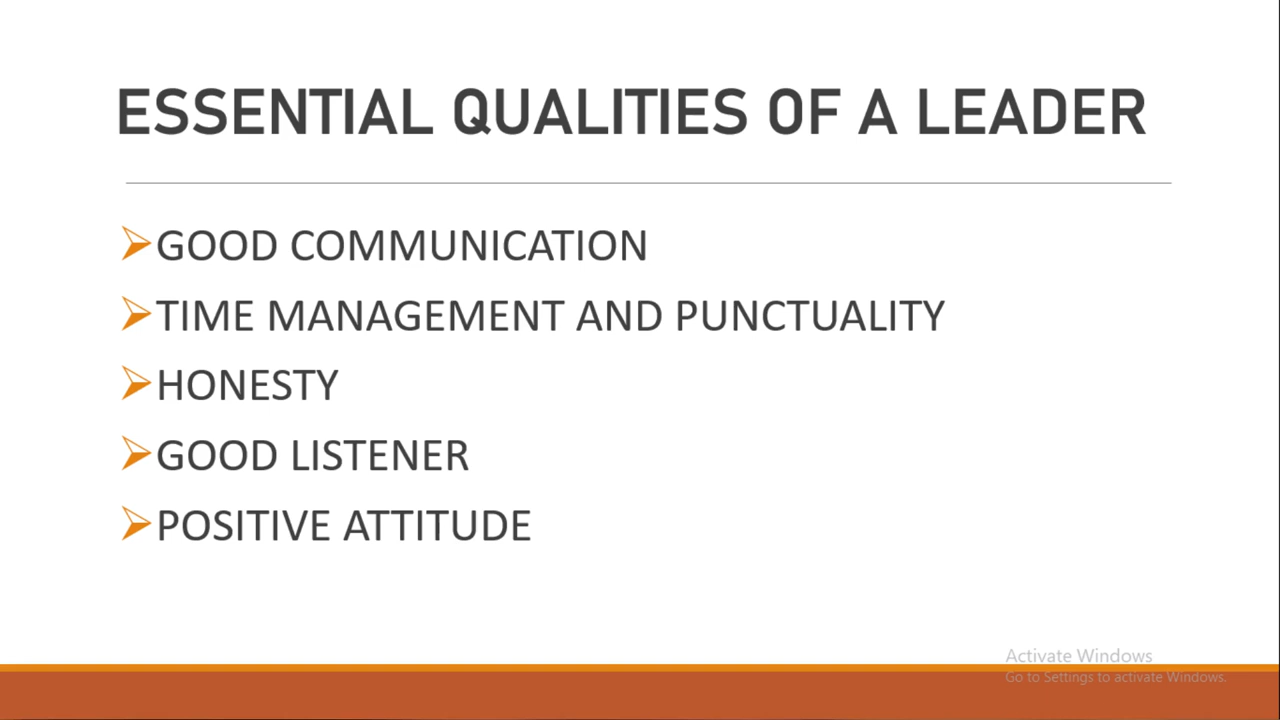 ESSENTIAL QUALITIES OF A LEADER
GOOD COMMUNICATION
TIME MANAGEMENT AND PUNCTUALITY
HONESTY
GOOD LISTENER
POSITIVE ATTITUDE
Activate Windows
Go to Settings to activate Windows.